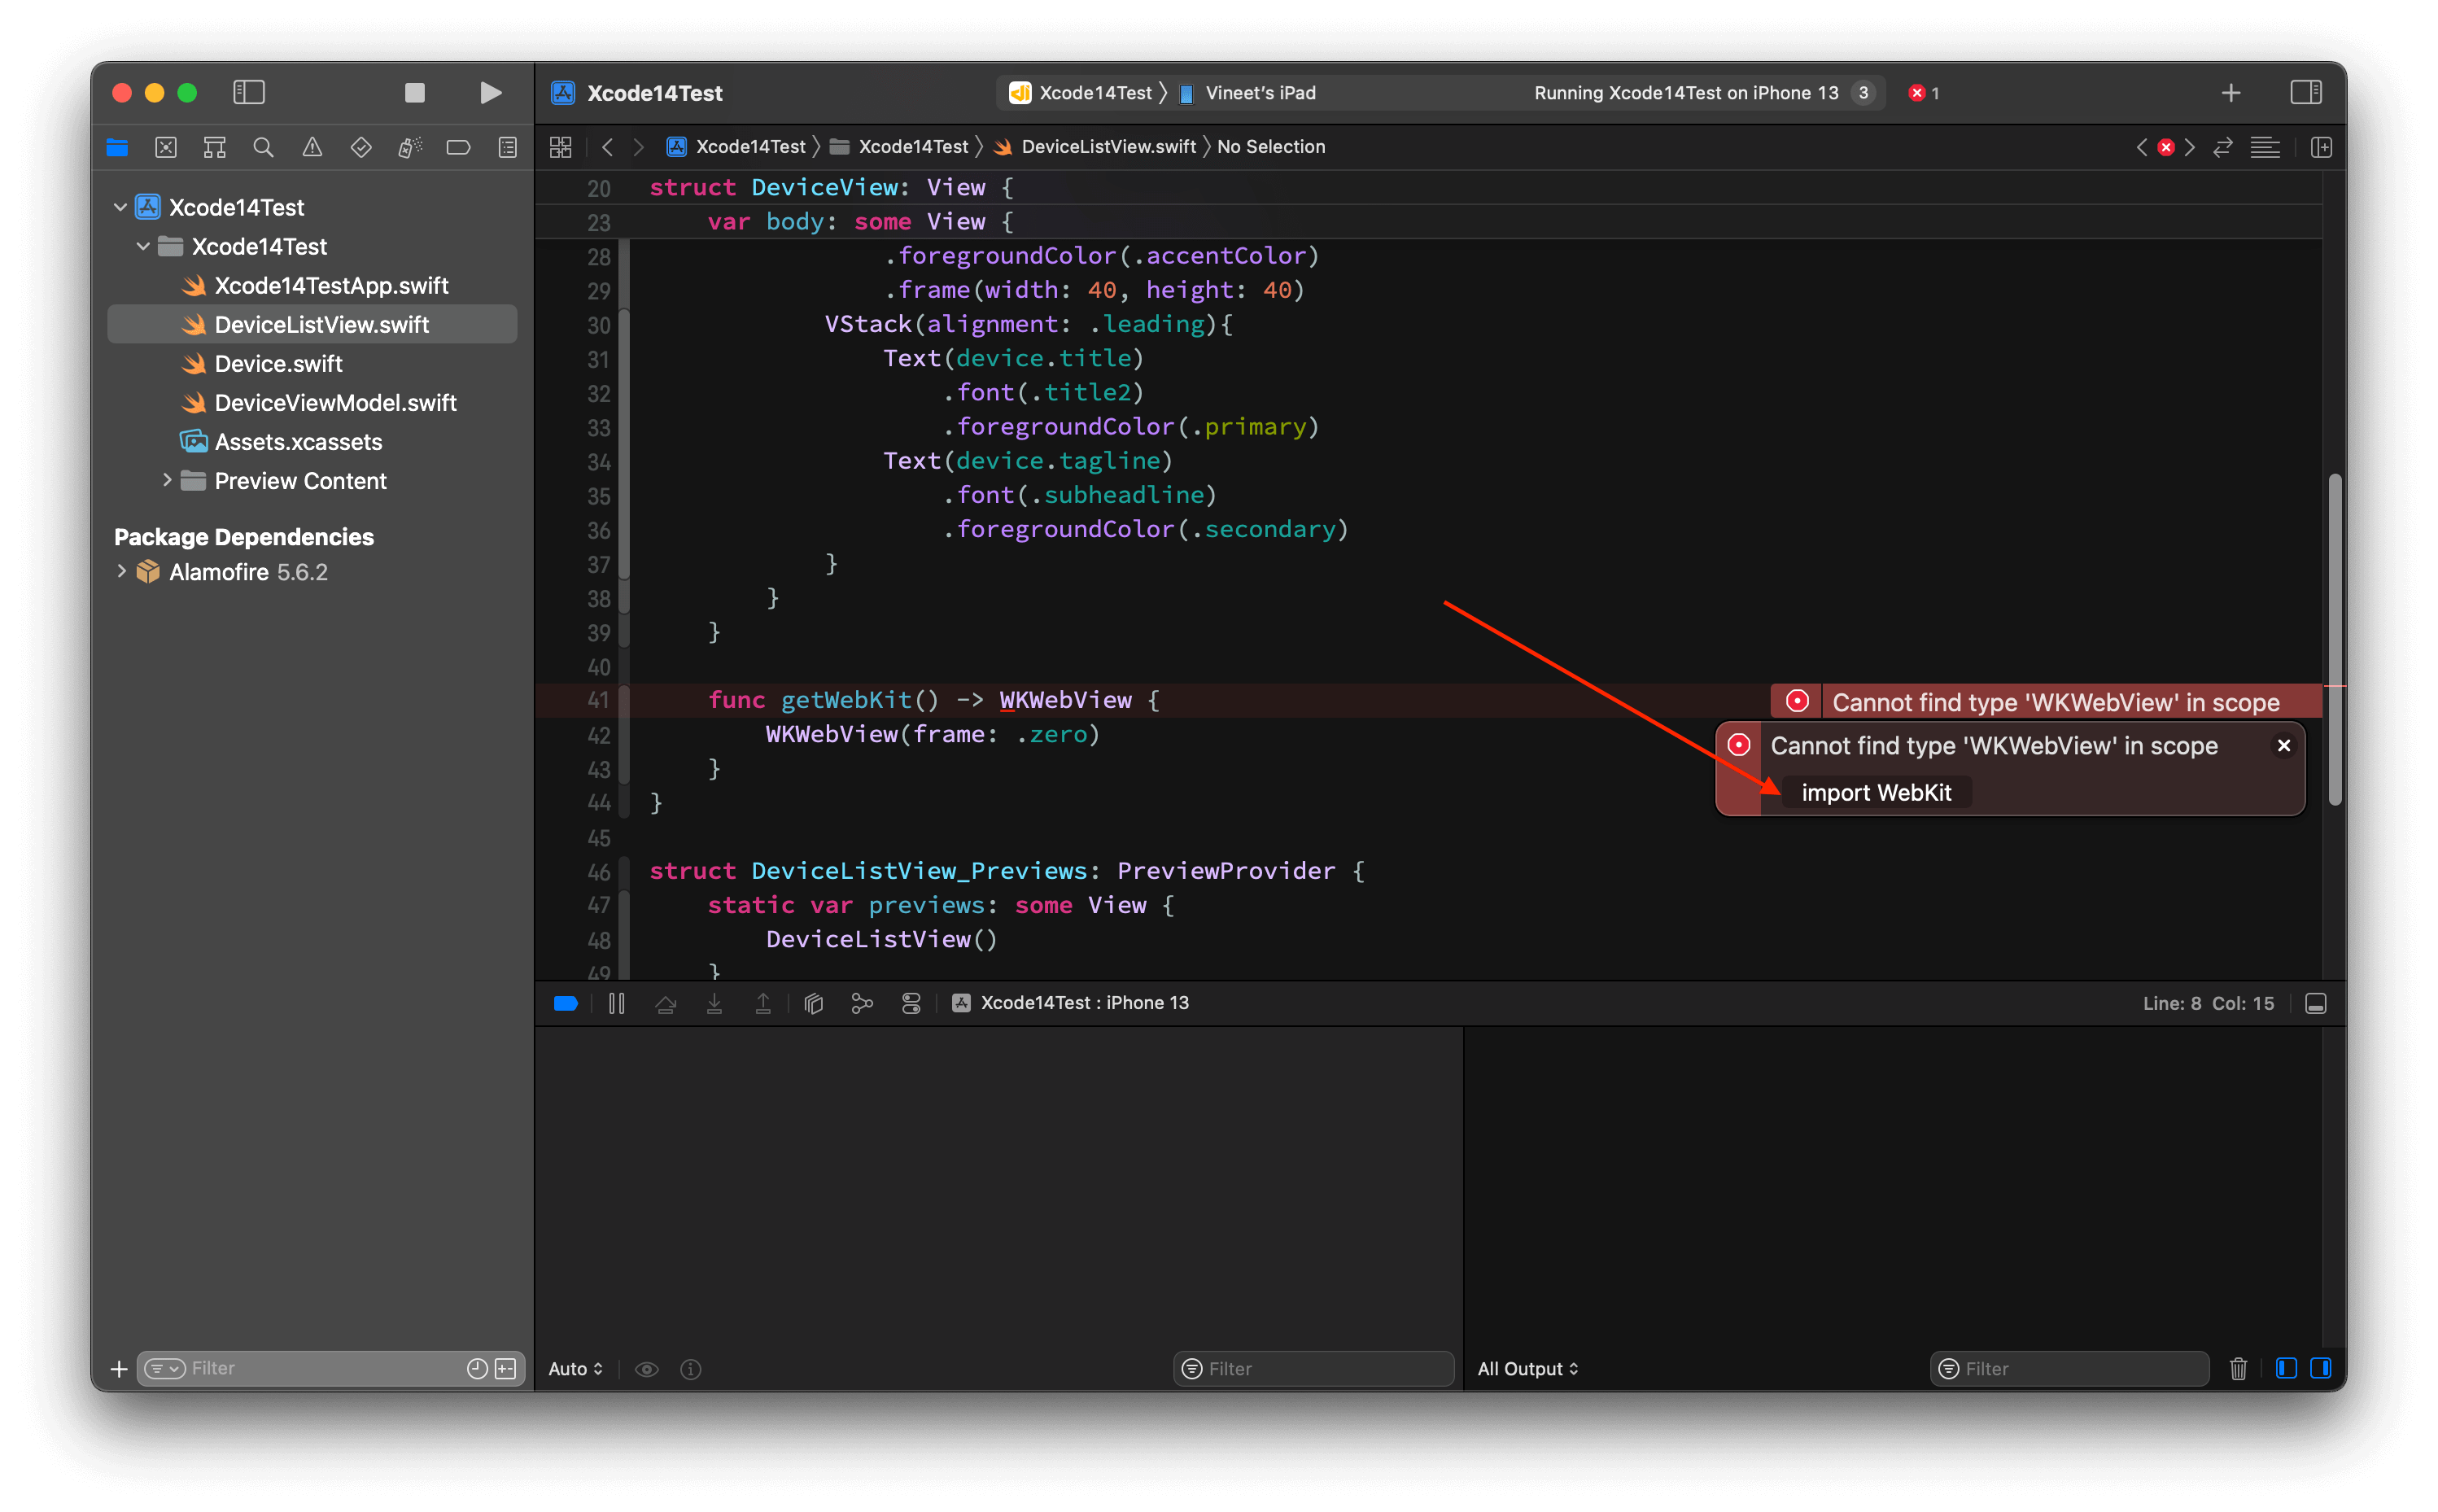 Xcode14Test
Xcode14Test 〉 Vineet's iPad
Running Xcode14Test on iPhone 13 3
1
Xcode14Test 〉 Xcode14Test 〉 DeviceListView.swift 〉 No Selection
Xcode14Test
Xcode14Test
Xcode14TestApp.swift
DeviceListView.swift
Device.swift
DeviceViewModel.swift
Assets.xcassets
Preview Content
Package Dependencies
Alamofire 5.6.2
Filter
20 struct DeviceView: View {
23 var body: some View {
28 .foregroundColor(.accentColor)
29 .frame(width: 40, height: 40)
30 VStack(alignment: .leading){
31 Text(device.title)
32 .font(.title2)
33 .foregroundColor(.primary)
34 Text(device.tagline)
35 .font(.subheadline)
36 .foregroundColor(.secondary)
37 }
38 }
39 }
40
41 func getWebKit() -> WKWebView {
Cannot find type 'WKWebView' in scope
42 WKWebView(frame: .zero)
Cannot find type 'WKWebView' in scope
import WebKit
43 }
44 }
45
46 struct DeviceListView_Previews: PreviewProvider {
47 static var previews: some View {
48 DeviceListView()
49 }
Xcode14Test : iPhone 13
Line: 8 Col: 15
Auto
Filter
All Output
Filter